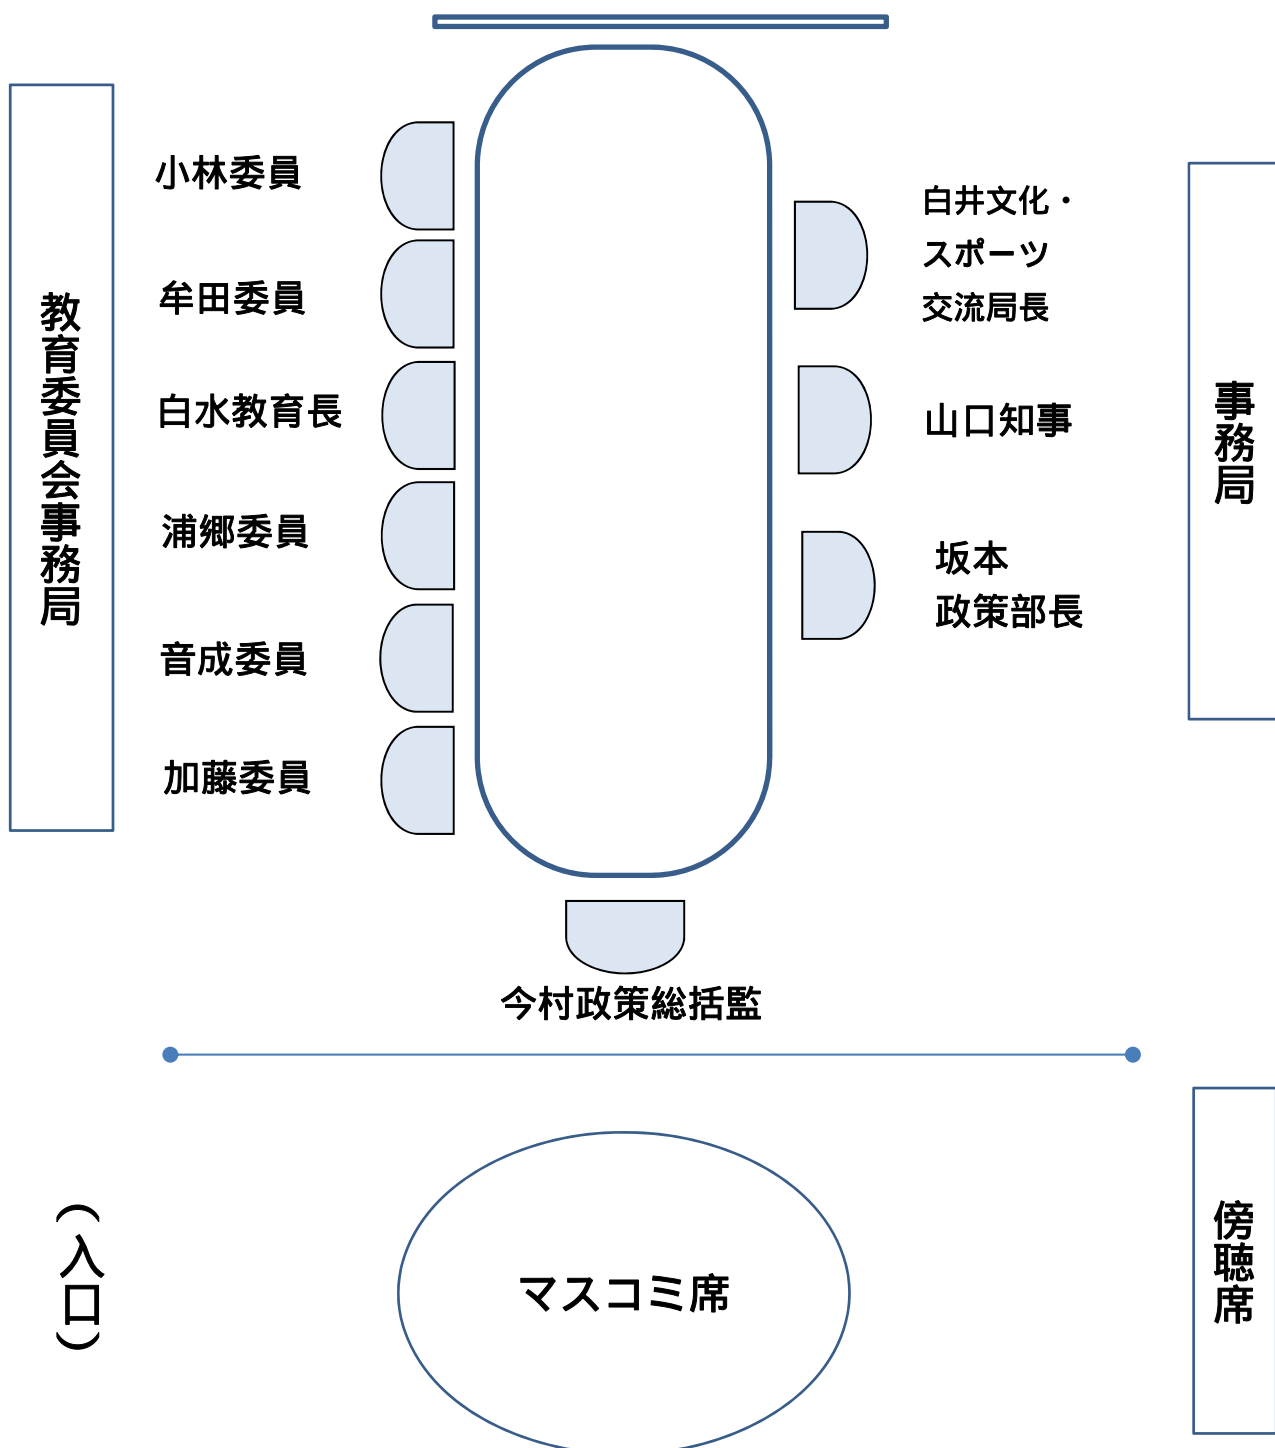 教育委員会事務局
小林委員
牟田委員
白水教育長
浦郷委員
音成委員
加藤委員
白井文化・
スポーツ
交流局長
山口知事
坂本
政策部長
事務局
今村政策総括監
（入口）
マスコミ席
傍聴席